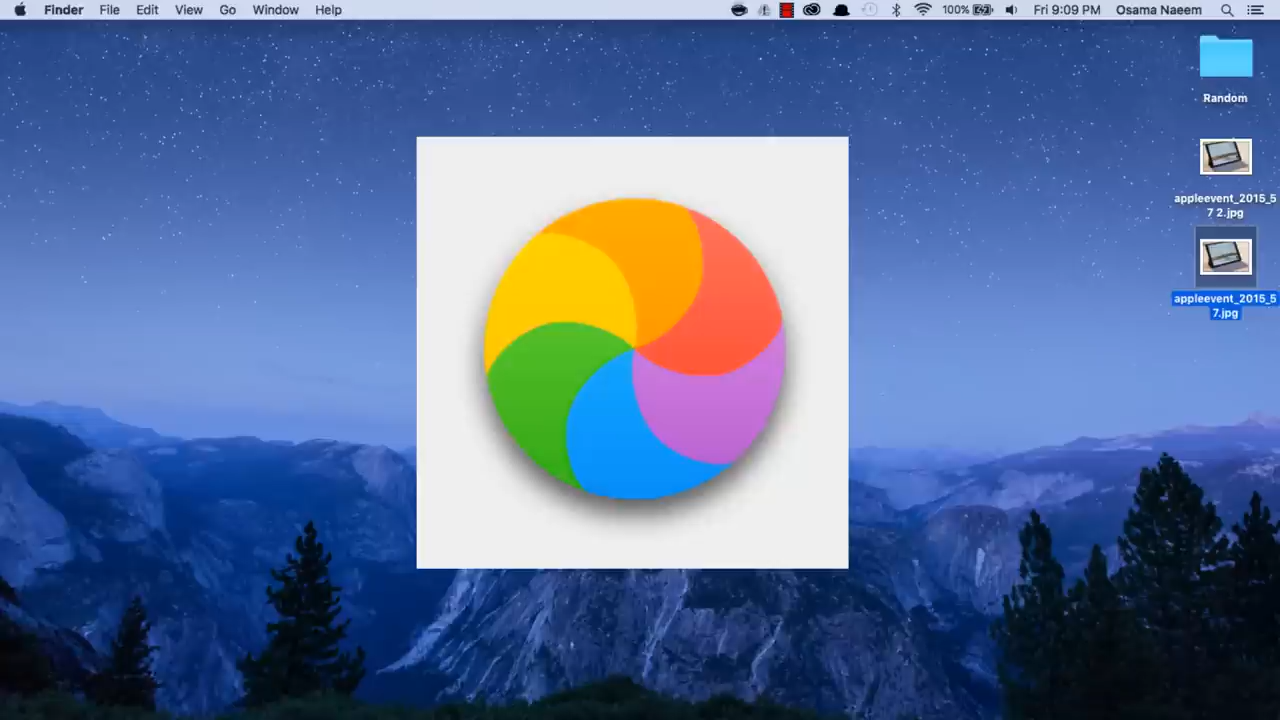 Finder File Edit View Go Window Help 100% Fri 9:09 PM Osama Naeem
Random
appleevent_2015_5
7 2.jpg
appleevent_2015_5
7.jpg